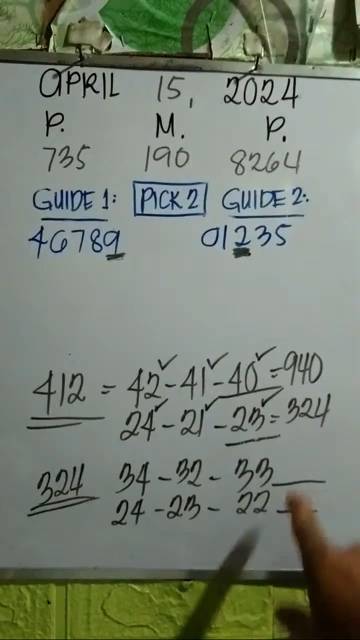 APRIL 15, 2024
P. M. P.
735 190 8264
GUIDE 1: PICK 2 GUIDE 2:
46789 01235
412 = 42 - 41 - 40 = 940
24 - 21 - 23 = 324
324 34 - 32 - 33
24 - 23 - 22